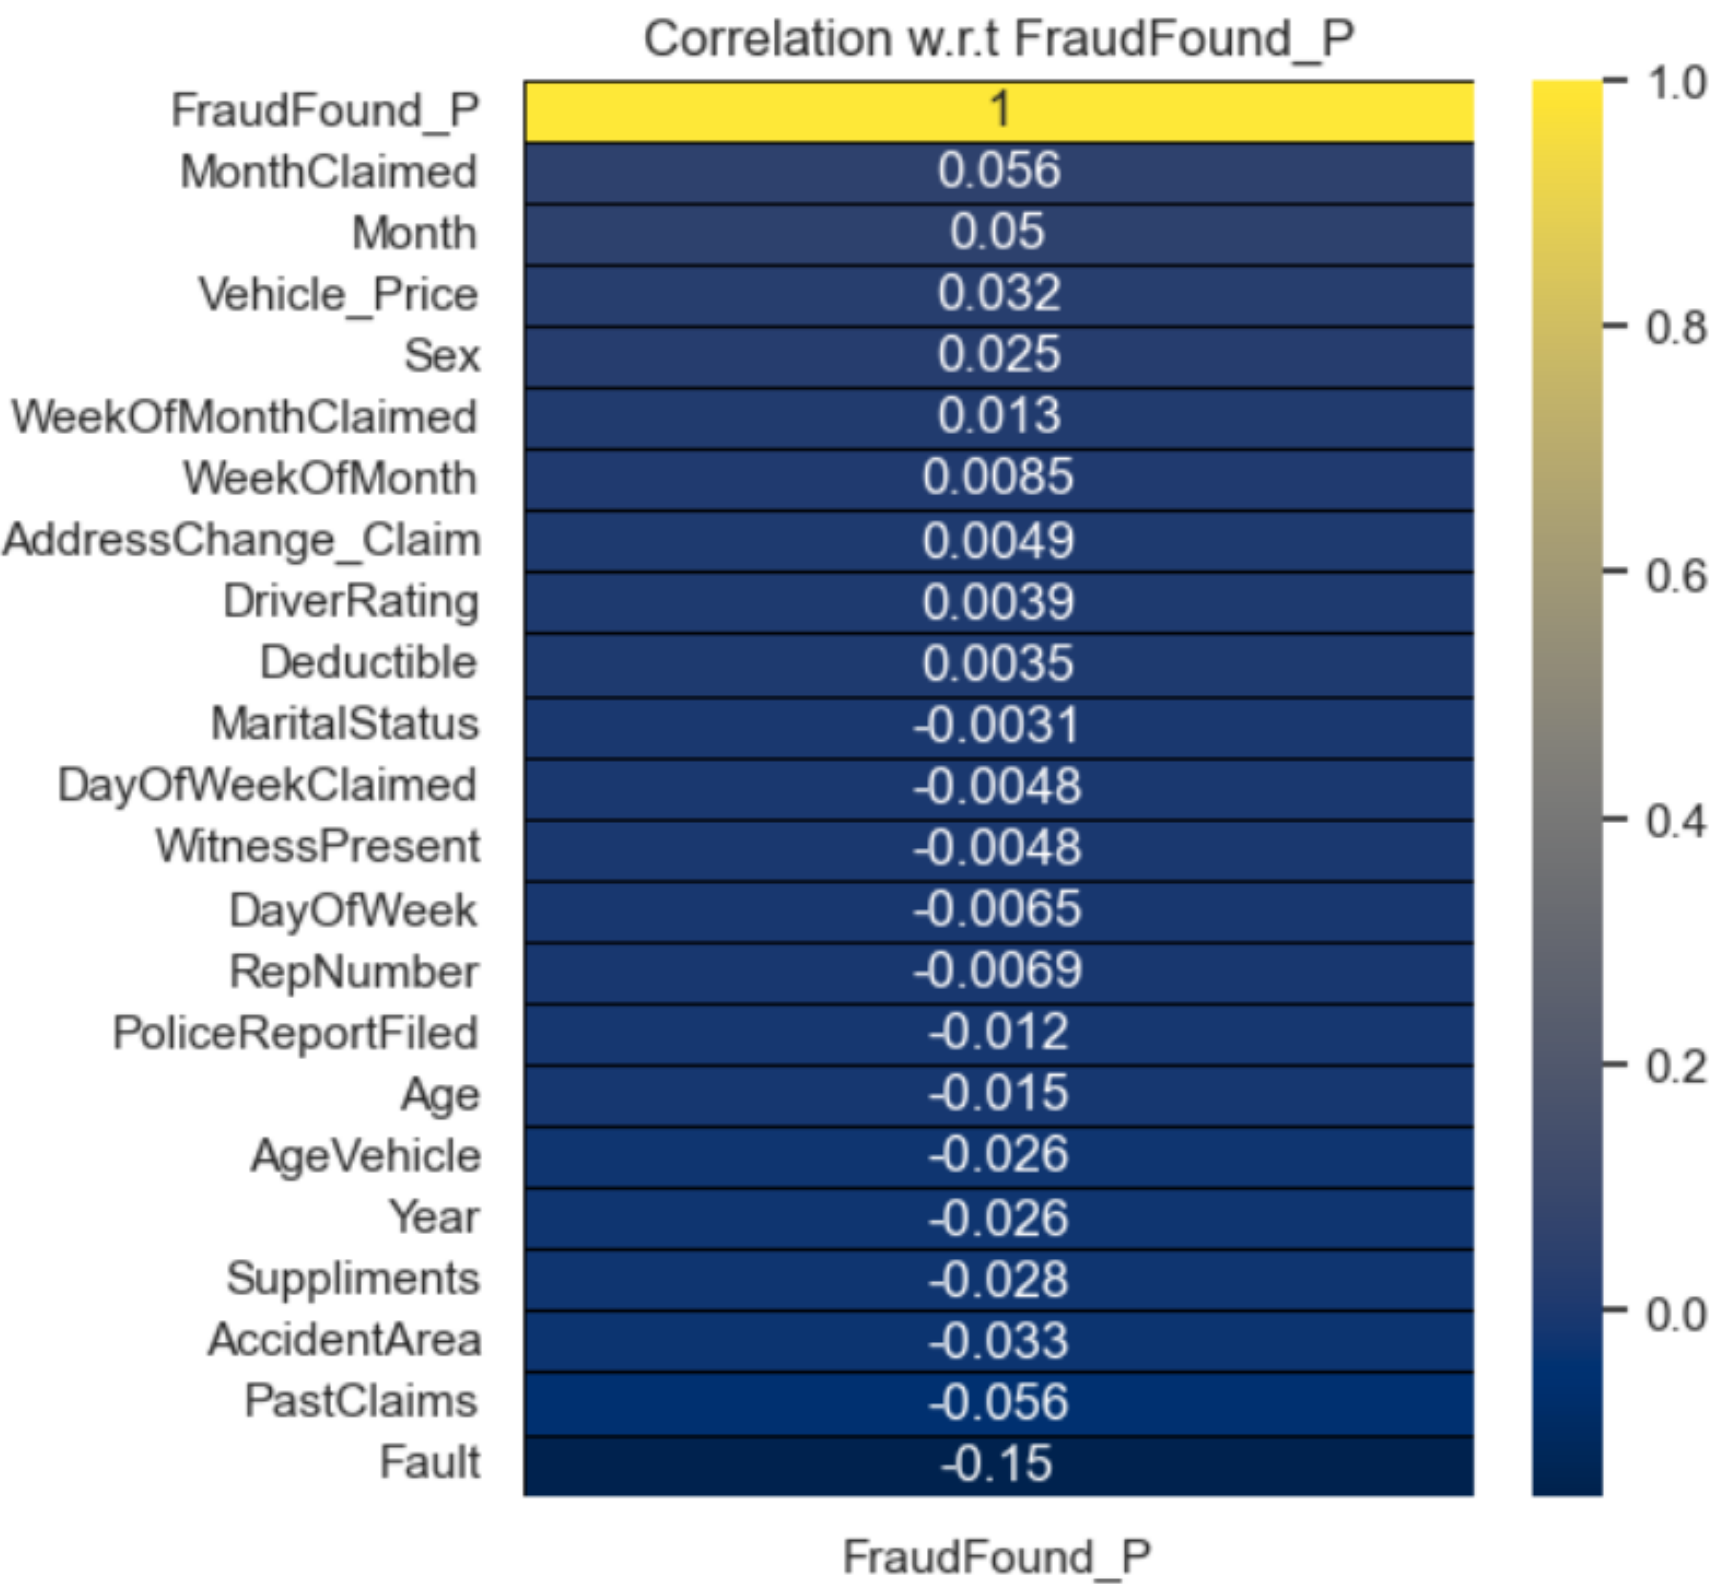 Correlation w.r.t FraudFound_P
FraudFound_P 1
MonthClaimed 0.056
Month 0.05
Vehicle_Price 0.032
Sex 0.025
WeekOfMonthClaimed 0.013
WeekOfMonth 0.0085
AddressChange_Claim 0.0049
DriverRating 0.0039
Deductible 0.0035
MaritalStatus -0.0031
DayOfWeekClaimed -0.0048
WitnessPresent -0.0048
DayOfWeek -0.0065
RepNumber -0.0069
PoliceReportFiled -0.012
Age -0.015
AgeVehicle -0.026
Year -0.026
Suppliments -0.028
AccidentArea -0.033
PastClaims -0.056
Fault -0.15
FraudFound_P
1.0
0.8
0.6
0.4
0.2
0.0